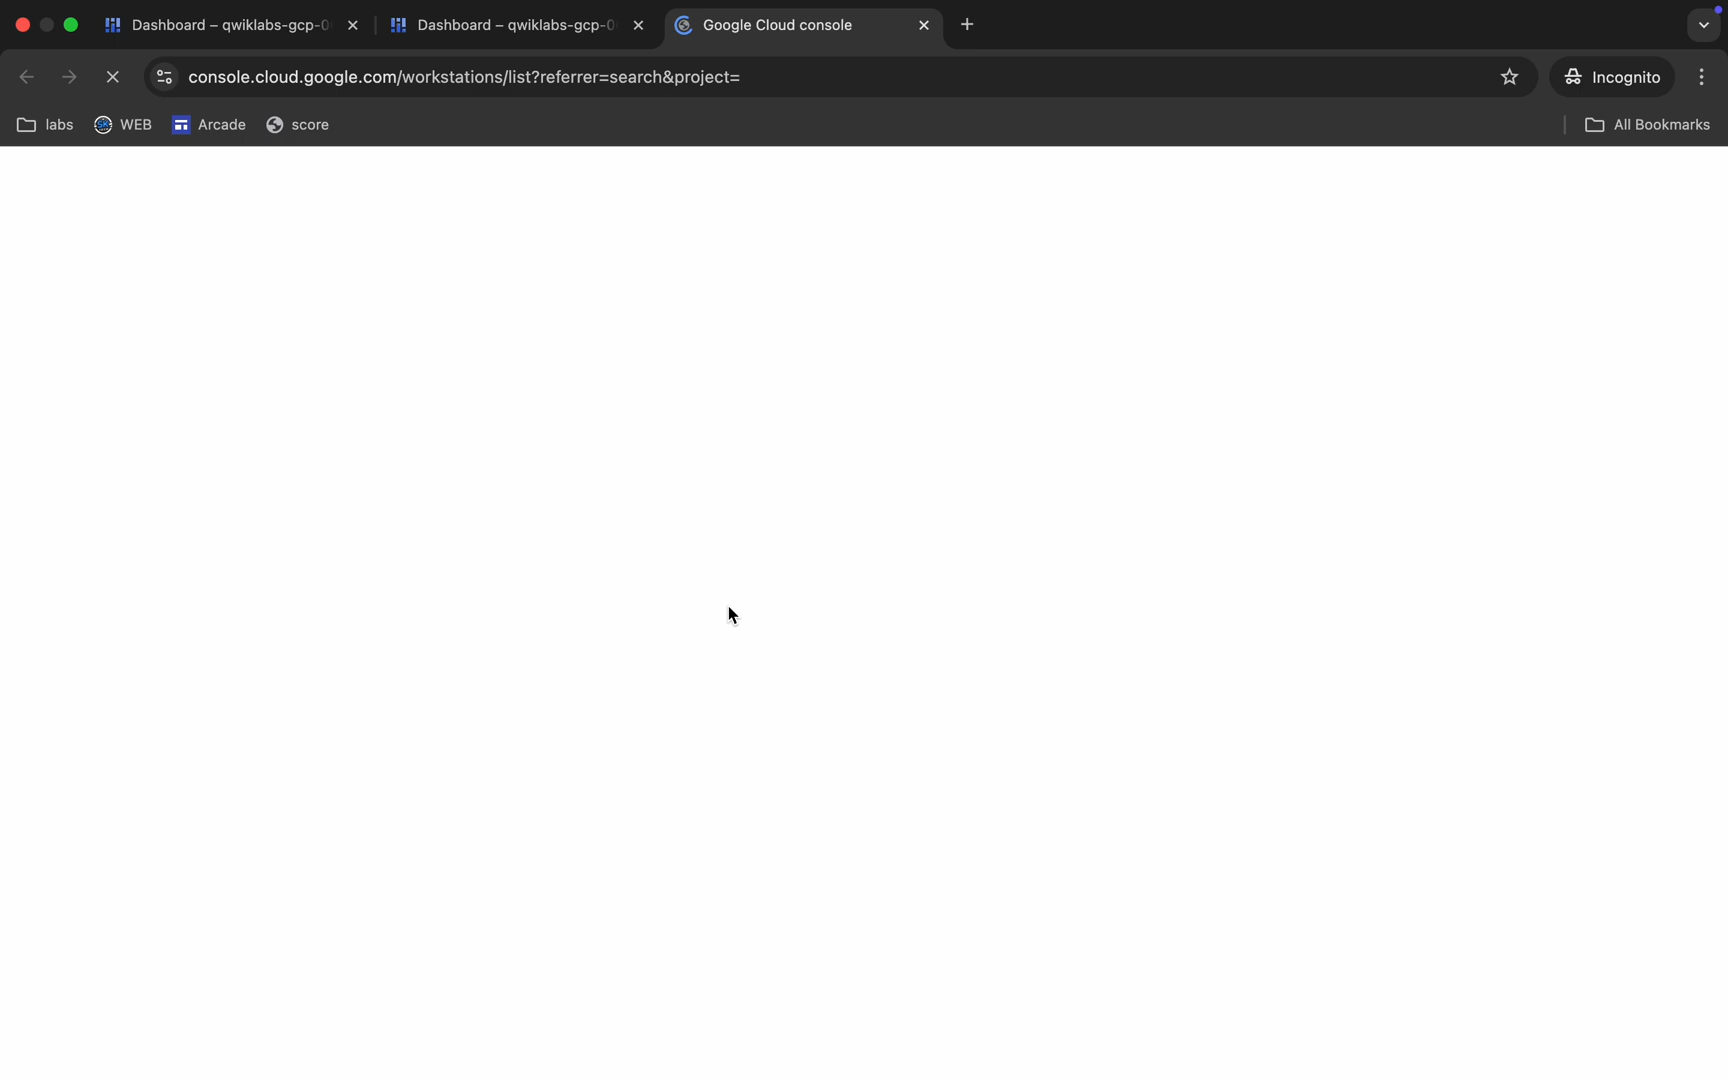 Dashboard – qwiklabs-gcp-0
Dashboard – qwiklabs-gcp-0
Google Cloud console
console.cloud.google.com/workstations/list?referrer=search&project=
Incognito
labs
WEB
Arcade
score
All Bookmarks